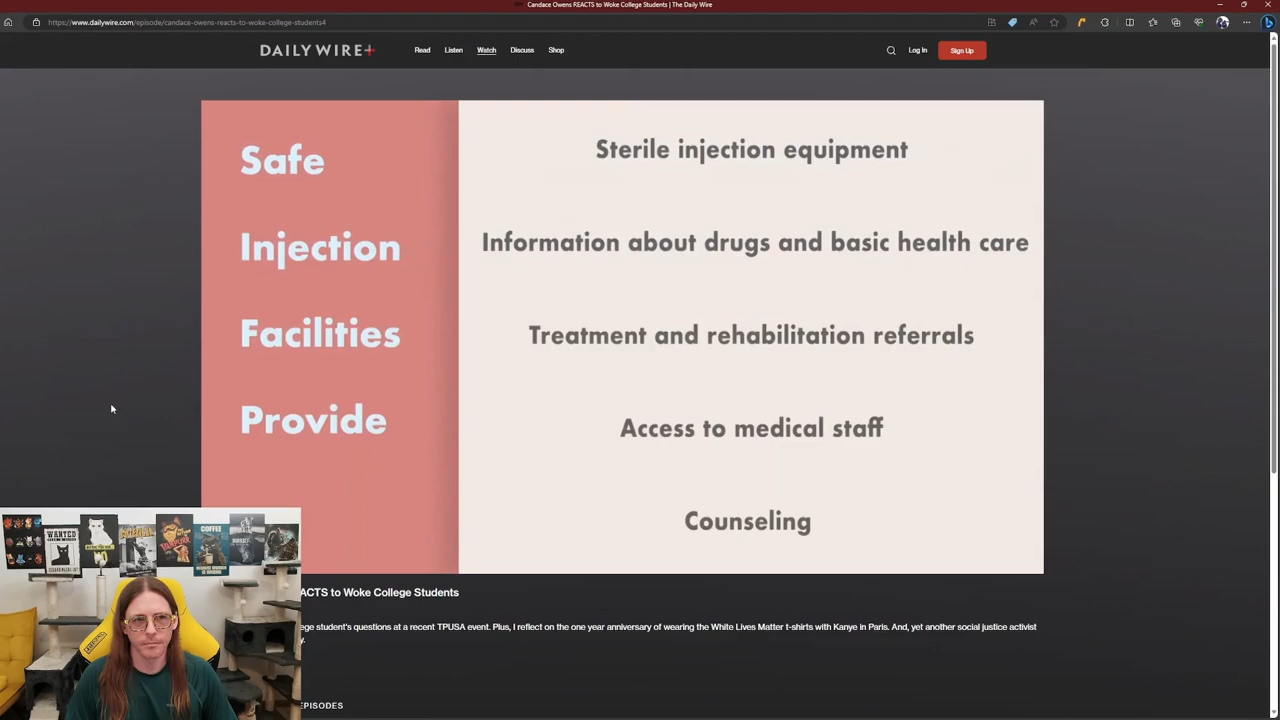 Candace Owens REACTS to Woke College Students | The Daily Wire
https://www.dailywire.com/episode/candace-owens-reacts-to-woke-college-students4
DAILYWIRE+
Read
Listen
Watch
Discuss
Shop
Log In
Sign Up
Safe
Injection
Facilities
Provide
Sterile injection equipment
Information about drugs and basic health care
Treatment and rehabilitation referrals
Access to medical staff
Counseling
ACTS to Woke College Students
ege student's questions at a recent TPUSA event. Plus, I reflect on the one year anniversary of wearing the White Lives Matter t-shirts with Kanye in Paris. And, yet another social justice activist
EPISODES
WANTED
COFFEE